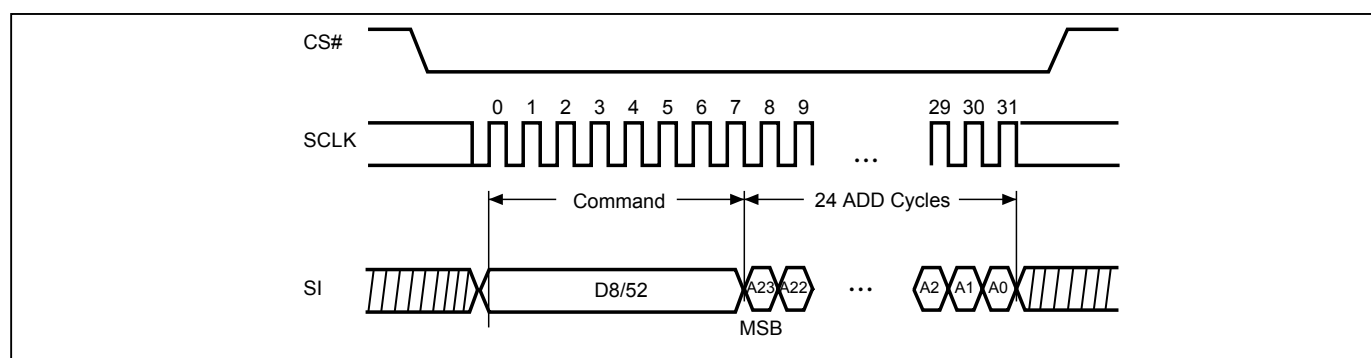 CS#
0 1 2 3 4 5 6 7 8 9 29 30 31
SCLK
...
Command
24 ADD Cycles
SI
D8/52
A23 A22 ... A2 A1 A0
MSB